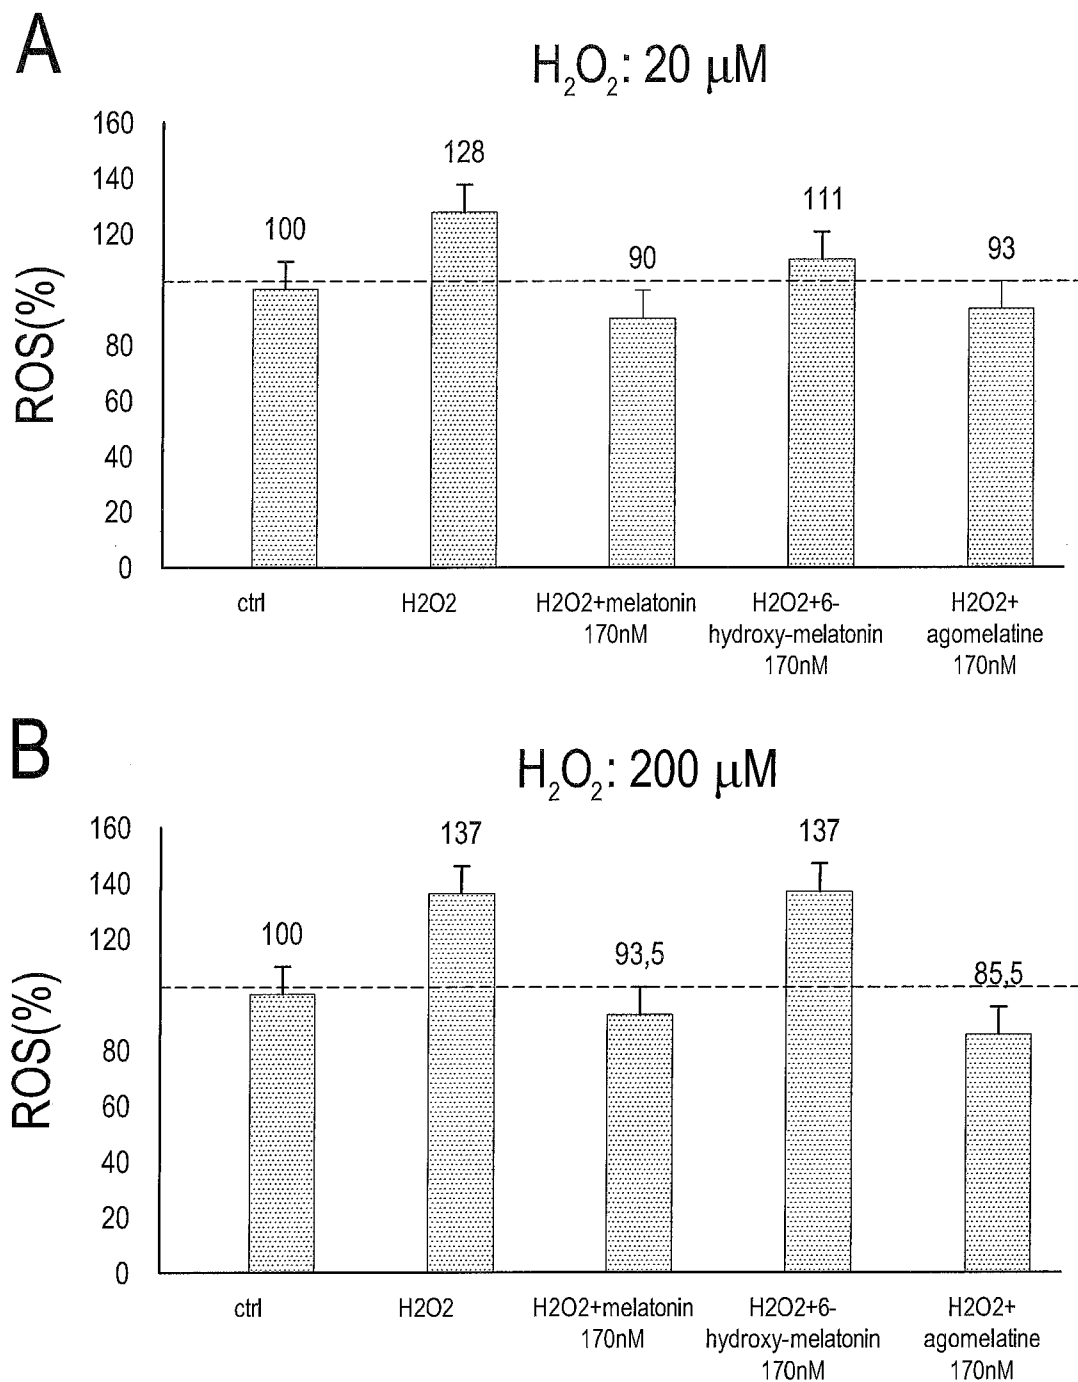 A
H₂O₂: 20 μM
160
140
120
80
60
40
20
0
ROS(%)
100
128
90
111
93
ctrl
H2O2
H2O2+melatonin
170nM
H2O2+6-
hydroxy-melatonin
170nM
H2O2+
agomelatine
170nM
B
H₂O₂: 200 μM
160
140
120
80
60
40
20
0
ROS(%)
100
137
93,5
137
85,5
ctrl
H2O2
H2O2+melatonin
170nM
H2O2+6-
hydroxy-melatonin
170nM
H2O2+
agomelatine
170nM